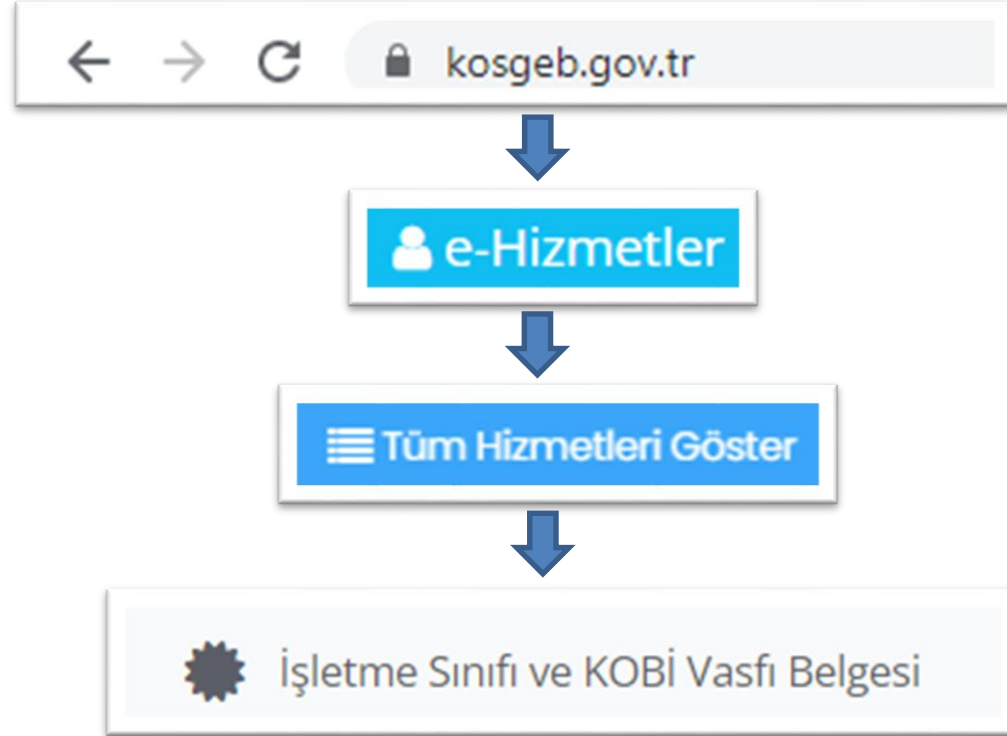 kosgeb.gov.tr
e-Hizmetler
Tüm Hizmetleri Göster
İşletme Sınıfı ve KOBİ Vasfı Belgesi